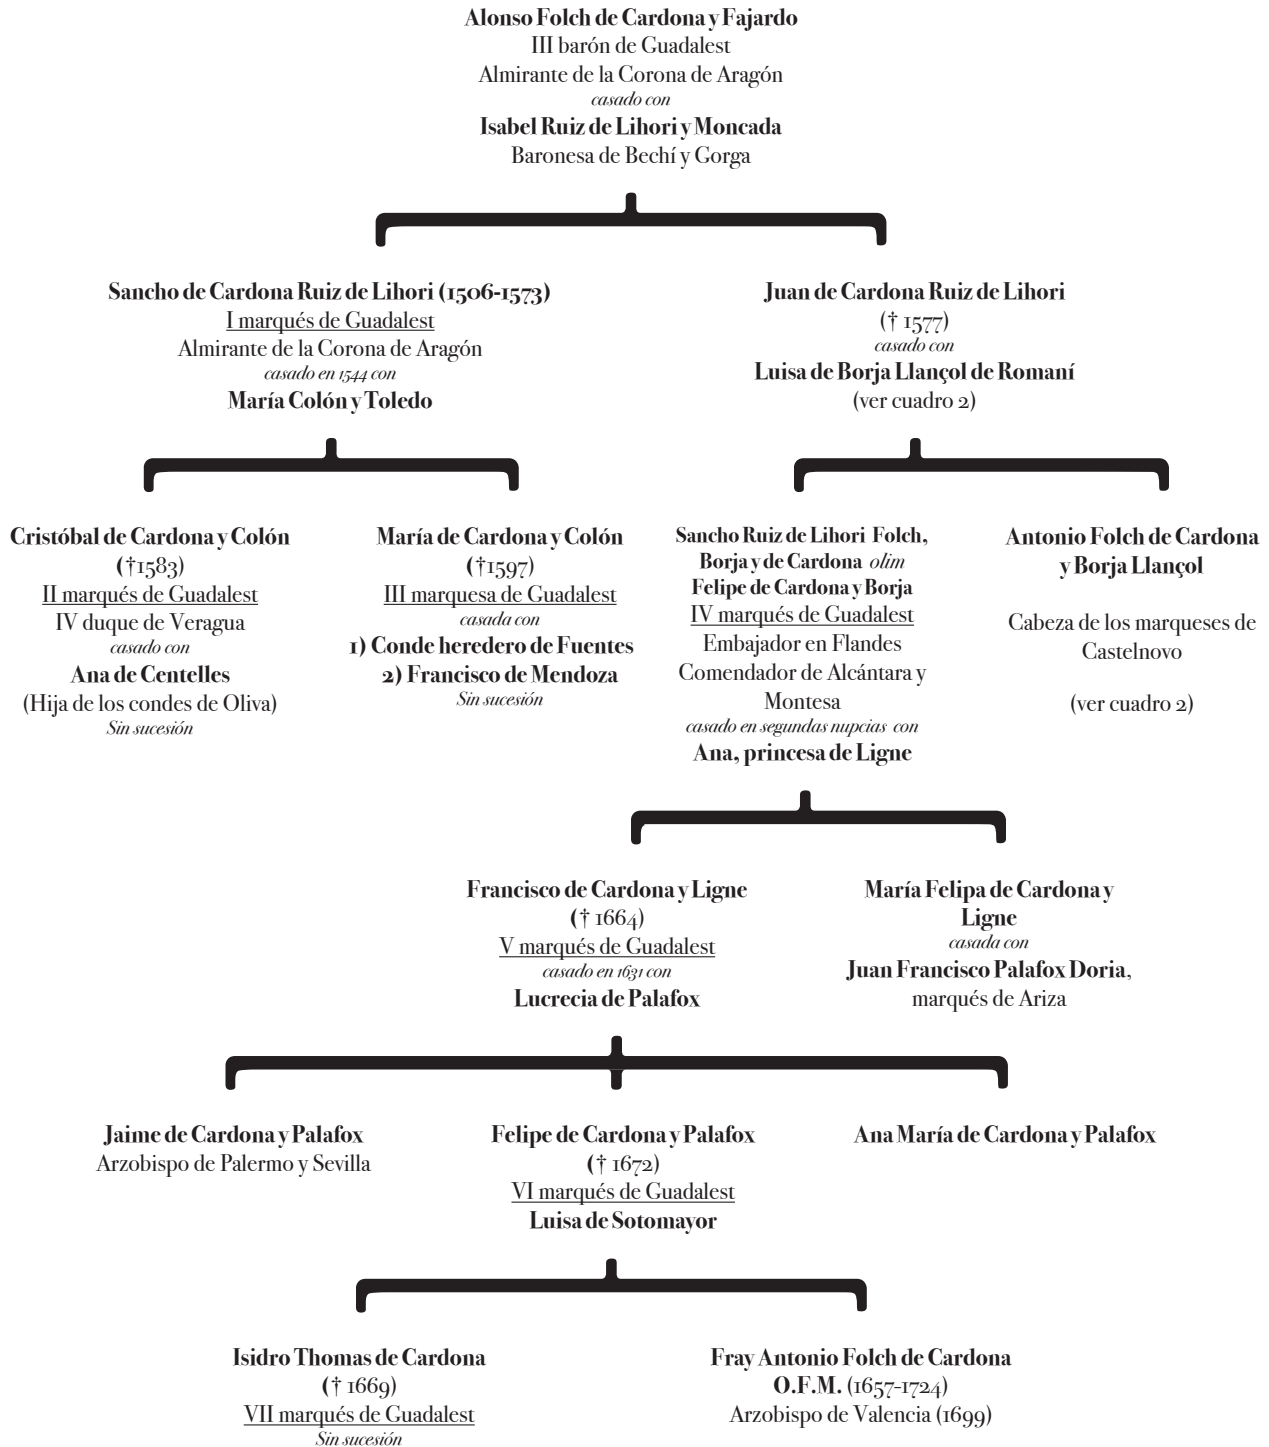 Alonso Folch de Cardona y Fajardo
III barón de Guadalest
Almirante de la Corona de Aragón
casado con
Isabel Ruiz de Lihori y Moncada
Baronesa de Bechí y Gorga
Sancho de Cardona Ruiz de Lihori (1506-1573)
I marqués de Guadalest
Almirante de la Corona de Aragón
casado en 1544 con
María Colón y Toledo
Juan de Cardona Ruiz de Lihori
(† 1577)
casado con
Luisa de Borja Llançol de Romaní
(ver cuadro 2)
Cristóbal de Cardona y Colón
(†1583)
II marqués de Guadalest
IV duque de Veragua
casado con
Ana de Centelles
(Hija de los condes de Oliva)
Sin sucesión
María de Cardona y Colón
(†1597)
III marquesa de Guadalest
casada con
1) Conde heredero de Fuentes
2) Francisco de Mendoza
Sin sucesión
Sancho Ruiz de Lihori Folch,
Borja y de Cardona olim
Felipe de Cardona y Borja
IV marqués de Guadalest
Embajador en Flandes
Comendador de Alcántara y
Montesa
casado en segundas nupcias con
Ana, princesa de Ligne
Antonio Folch de Cardona
y Borja Llançol
Cabeza de los marqueses de
Castelnovo
(ver cuadro 2)
Francisco de Cardona y Ligne
(† 1664)
V marqués de Guadalest
casado en 1631 con
Lucrecia de Palafox
María Felipa de Cardona y
Ligne
casada con
Juan Francisco Palafox Doria,
marqués de Ariza
Jaime de Cardona y Palafox
Arzobispo de Palermo y Sevilla
Felipe de Cardona y Palafox
(† 1672)
VI marqués de Guadalest
Luisa de Sotomayor
Ana María de Cardona y Palafox
Isidro Thomas de Cardona
(† 1669)
VII marqués de Guadalest
Sin sucesión
Fray Antonio Folch de Cardona
O.F.M. (1657-1724)
Arzobispo de Valencia (1699)